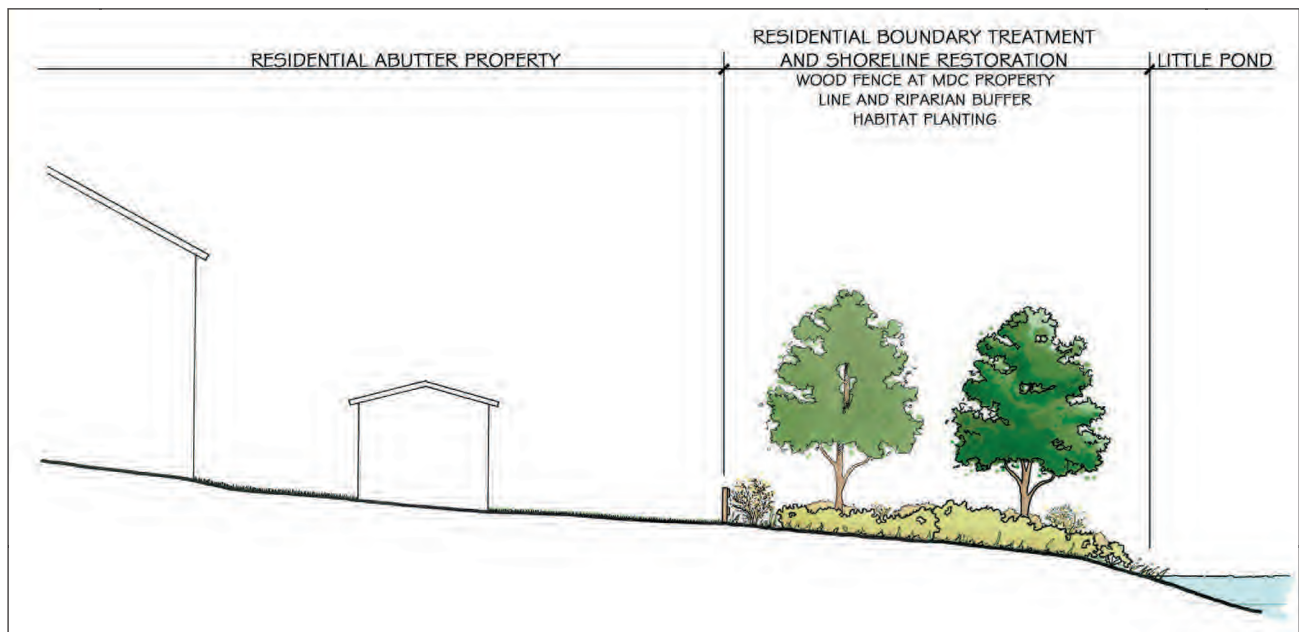 RESIDENTIAL ABUTTER PROPERTY
RESIDENTIAL BOUNDARY TREATMENT
AND SHORELINE RESTORATION
WOOD FENCE AT MDC PROPERTY
LINE AND RIPARIAN BUFFER
HABITAT PLANTING
LITTLE POND